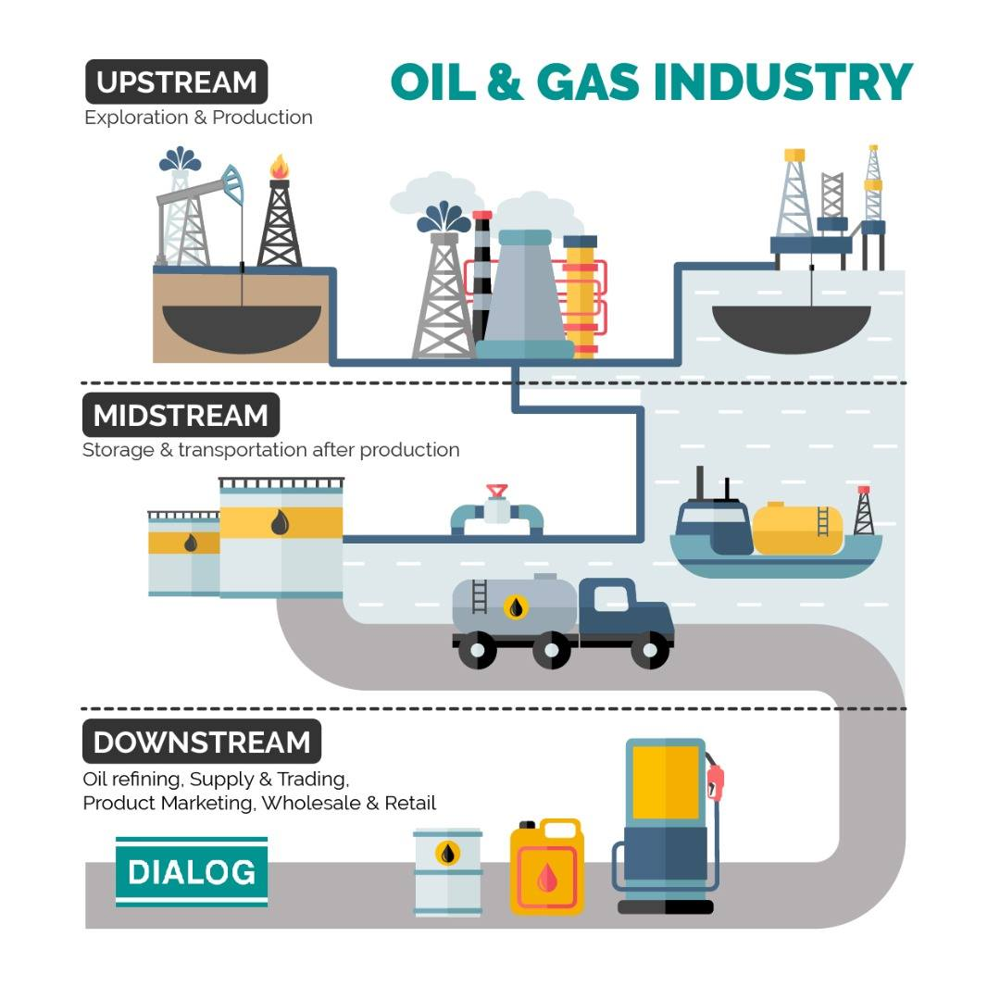 UPSTREAM
Exploration & Production
OIL & GAS INDUSTRY
MIDSTREAM
Storage & transportation after production
DOWNSTREAM
Oil refining, Supply & Trading,
Product Marketing, Wholesale & Retail
DIALOG